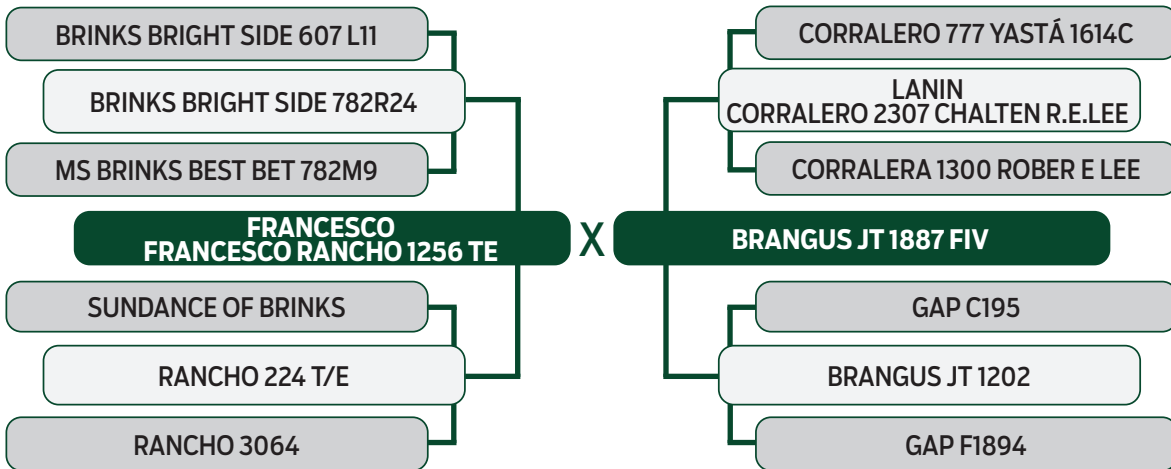 BRINKS BRIGHT SIDE 607 L11
BRINKS BRIGHT SIDE 782R24
MS BRINKS BEST BET 782M9
FRANCESCO
FRANCESCO RANCHO 1256 TE
SUNDANCE OF BRINKS
RANCHO 224 T/E
RANCHO 3064
X
CORRALERO 777 YASTÁ 1614C
LANIN
CORRALERO 2307 CHALTEN R.E.LEE
CORRALERA 1300 ROBER E LEE
BRANGUS JT 1887 FIV
GAP C195
BRANGUS JT 1202
GAP F1894